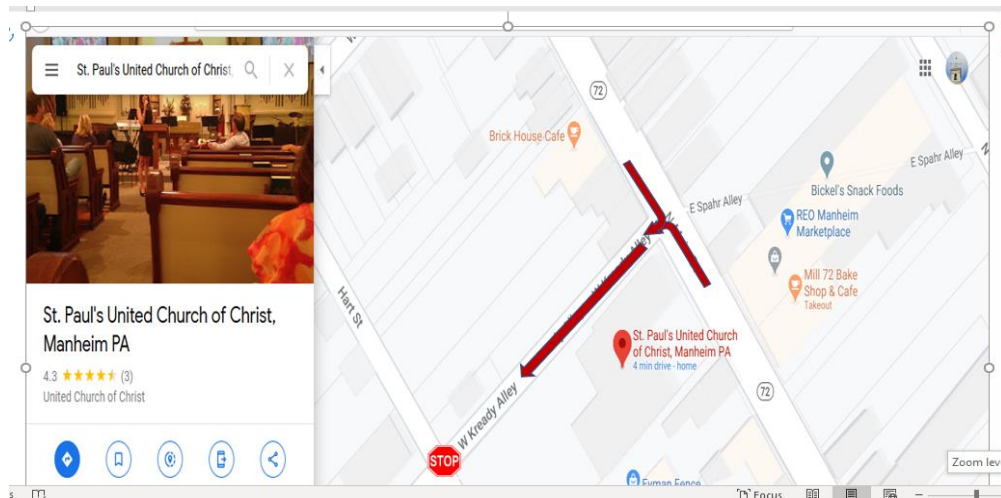 St. Paul's United Church of Christ,
St. Paul's United Church of Christ,
Manheim PA
4.3 (3)
United Church of Christ
72
Brick House Cafe
E Spahr Alley
Bickel's Snack Foods
E Spahr Alley
REO Manheim
Marketplace
Mill 72 Bake
Shop & Cafe
Takeout
Hart St
St. Paul's United Church
of Christ, Manheim PA
4 min drive - home
72
W Kready Alley
STOP
Zoom lev
Focus